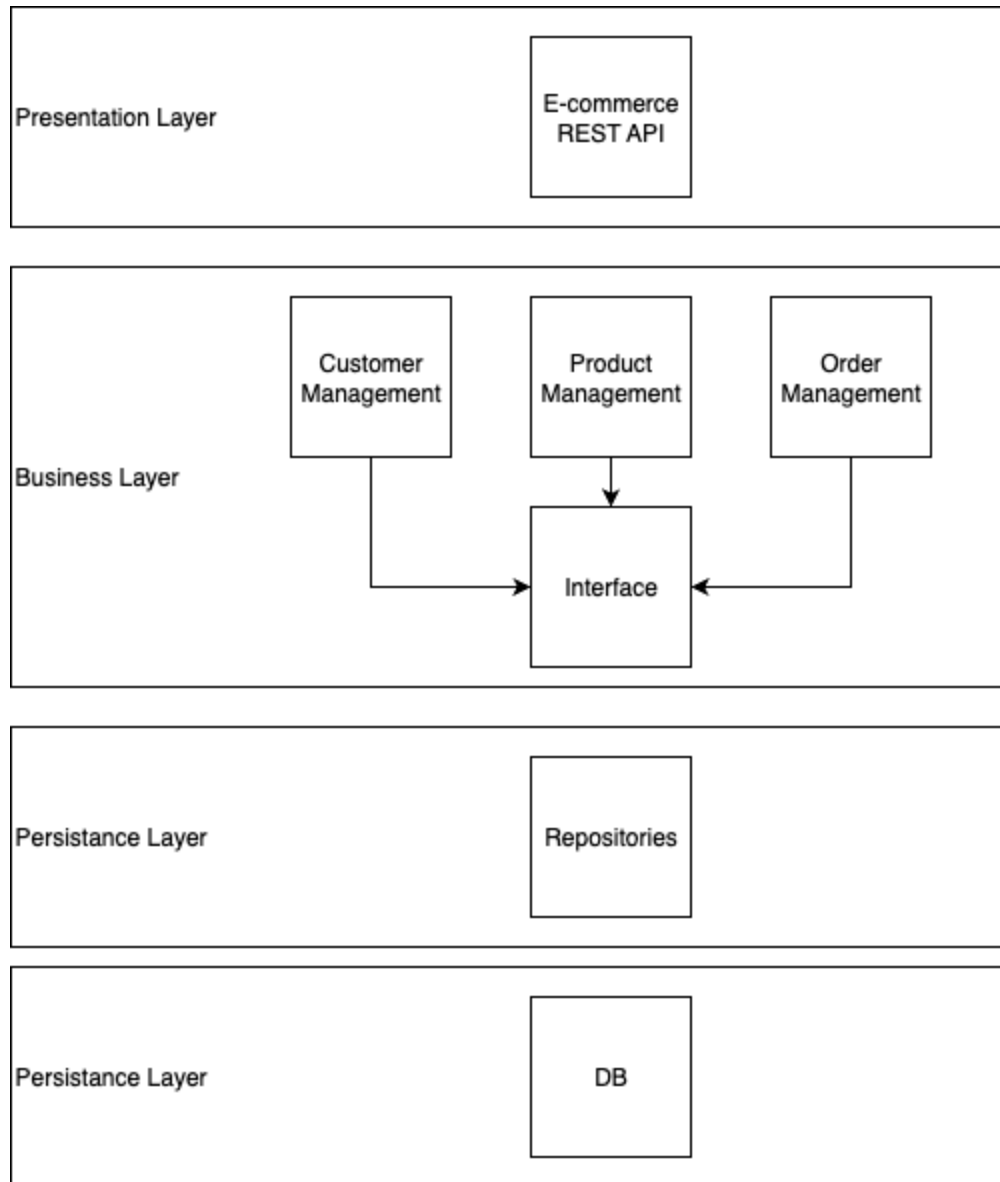 Presentation Layer
E-commerce
REST API
Customer
Management
Product
Management
Order
Management
Business Layer
Interface
Persistance Layer
Repositories
Persistance Layer
DB